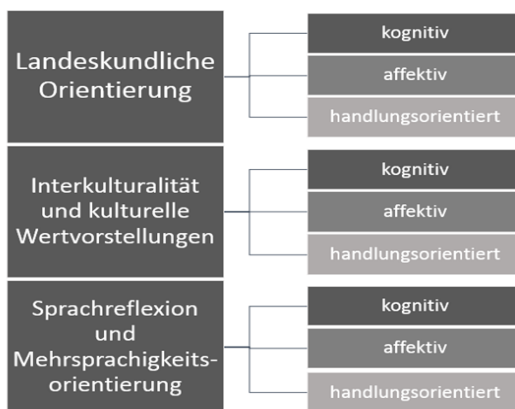 Landeskundliche
Orientierung
kognitiv
affektiv
handlungsorientiert
Interkulturalität
und kulturelle
Wertvorstellungen
kognitiv
affektiv
handlungsorientiert
Sprachreflexion
und
Mehrsprachigkeits-
orientierung
kognitiv
affektiv
handlungsorientiert